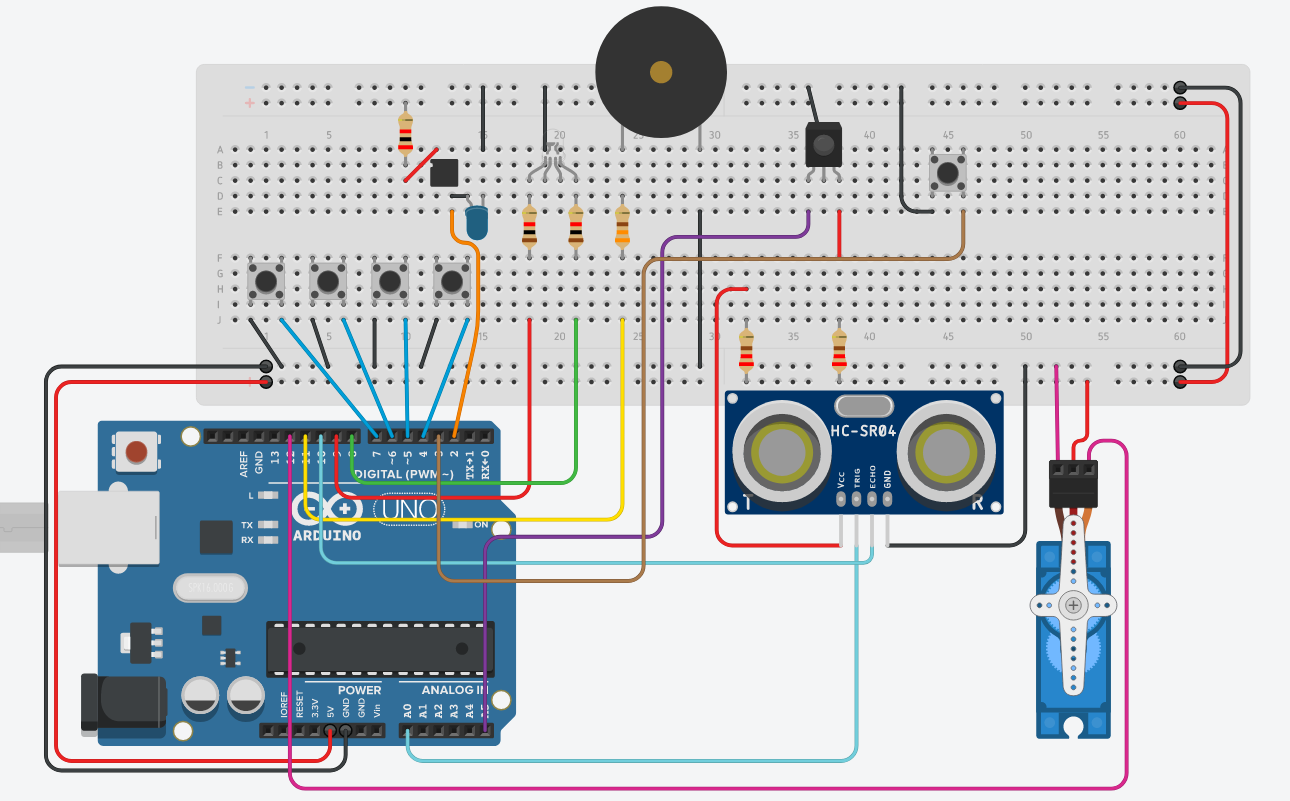 - -
+ +
1 5 15 20 25 30 35 40 45 50 55 60
A A
B B
C C
D D
E E
F F
G G
H H
I I
J J
1 5 10 15 20 25 30 35 40 45 50 55 60
AREF GND 13 12 11 10 9 8 7 ~6 ~5 4 3 2 TX→1 RX←0
DIGITAL (PWM~)
L
TX
RX
UNO
ON
ARDUINO
HC-SR04
VCC TRIG ECHO GND
T R
POWER ANALOG IN
IOREF RESET 3.3V 5V GND GND Vin A0 A1 A2 A3 A4 A5